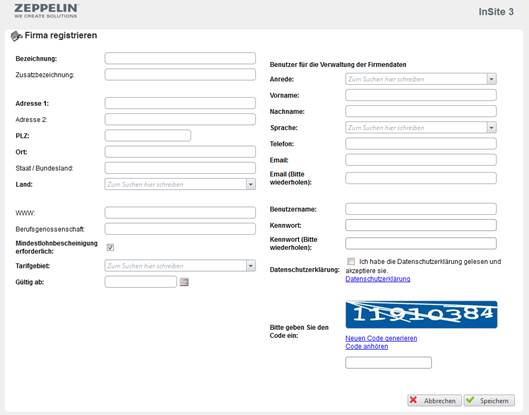 ZEPPELIN
WE CREATE SOLUTIONS
InSite 3
Firma registrieren
Bezeichnung:
Zusatzbezeichnung:
Adresse 1:
Adresse 2:
PLZ:
Ort:
Staat / Bundesland:
Land:
Zum Suchen hier schreiben
WWW:
Berufsgenossenschaft:
Mindestlohnbescheinigung
erforderlich:
Tarifgebiet:
Zum Suchen hier schreiben
Gültig ab:
Benutzer für die Verwaltung der Firmendaten
Anrede:
Zum Suchen hier schreiben
Vorname:
Nachname:
Sprache:
Zum Suchen hier schreiben
Telefon:
Email:
Email (Bitte
wiederholen):
Benutzername:
Kennwort:
Kennwort (Bitte
wiederholen):
Datenschutzerklärung:
Ich habe die Datenschutzerklärung gelesen und
akzeptiere sie.
Datenschutzerklärung
Bitte geben Sie den
Code ein:
11910384
Neuen Code generieren
Code anhören
Abbrechen
Speichern